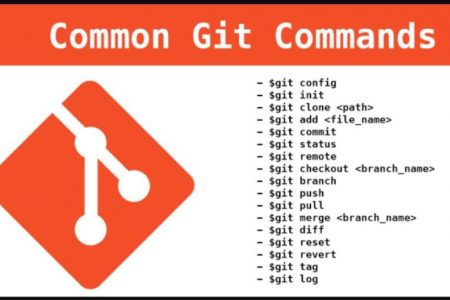 Common Git Commands
- $git config
- $git init
- $git clone <path>
- $git add <file_name>
- $git commit
- $git status
- $git remote
- $git checkout <branch_name>
- $git branch
- $git push
- $git pull
- $git merge <branch_name>
- $git diff
- $git reset
- $git revert
- $git tag
- $git log